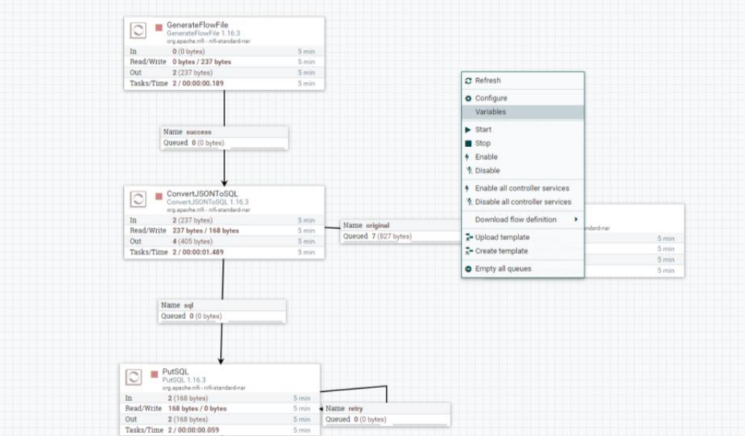 GenerateFlowFile
GenerateFlowFile 1.16.3
org.apache.nifi - nifi-standard-nar
In 0 (0 bytes) 5 min
Read/Write 0 bytes / 237 bytes 5 min
Out 2 (237 bytes) 5 min
Tasks/Time 2 / 00:00:00.189 5 min
Name success
Queued 0 (0 bytes)
ConvertJSONToSQL
ConvertJSONToSQL 1.16.3
org.apache.nifi - nifi-standard-nar
In 2 (237 bytes) 5 min
Read/Write 237 bytes / 168 bytes 5 min
Out 4 (405 bytes) 5 min
Tasks/Time 2 / 00:00:01.489 5 min
Name original
Queued 7 (827 bytes)
Name sql
Queued 0 (0 bytes)
PutSQL
PutSQL 1.16.3
org.apache.nifi - nifi-standard-nar
In 2 (168 bytes) 5 min
Read/Write 168 bytes / 0 bytes 5 min
Out 2 (168 bytes) 5 min
Tasks/Time 2 / 00:00:00.059 5 min
Name retry
Queued 0 (0 bytes)
Refresh
Configure
Variables
Start
Stop
Enable
Disable
Enable all controller services
Disable all controller services
Download flow definition
Upload template
Create template
Empty all queues
5 min
5 min
5 min
5 min